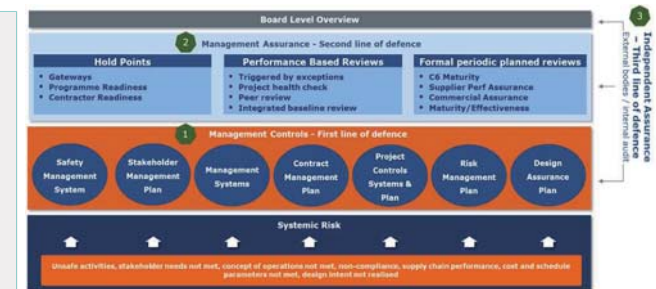 Board Level Overview
3
Independent Assurance
– Third line of defence
External bodies / internal audit
2
Management Assurance - Second line of defence
Hold Points
• Gateways
• Programme Readiness
• Contractor Readiness
Performance Based Reviews
• Triggered by exceptions
• Project health check
• Peer review
• Integrated baseline review
Formal periodic planned reviews
• C6 Maturity
• Supplier Perf Assurance
• Commercial Assurance
• Maturity/Effectiveness
1
Management Controls - First line of defence
Safety
Management
System
Stakeholder
Management
Plan
Management
Systems
Contract
Management
Plan
Project
Controls
Systems &
Plan
Risk
Management
Plan
Design
Assurance
Plan
Systemic Risk
Unsafe activities, stakeholder needs not met, concept of operations not met, non-compliance, supply chain performance, cost and schedule
parameters not met, design intent not realised